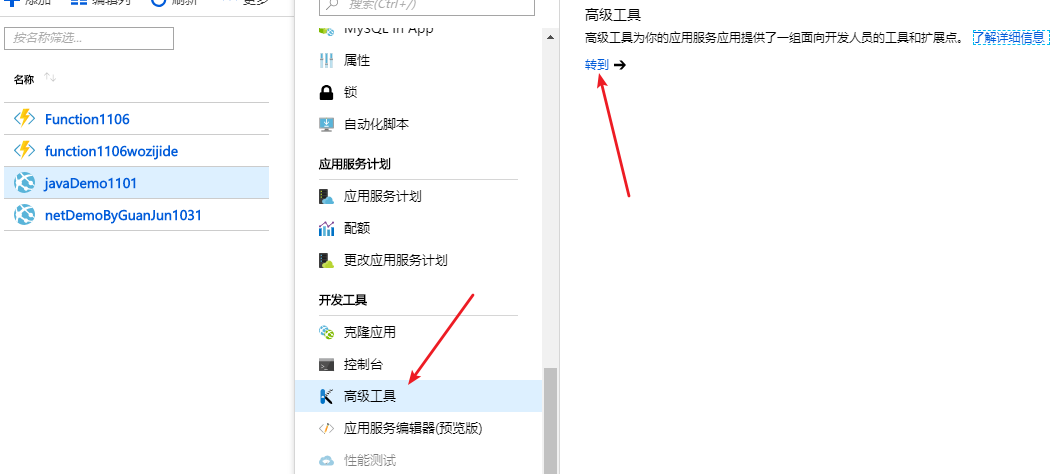 添加 编辑列 刷新 更多
按名称筛选...
名称
Function1106
function1106wozijide
javaDemo1101
netDemoByGuanJun1031
搜索(Ctrl+/)
MySQL In App
属性
锁
自动化脚本
应用服务计划
应用服务计划
配额
更改应用服务计划
开发工具
克隆应用
控制台
高级工具
应用服务编辑器(预览版)
性能测试
高级工具
高级工具为你的应用服务应用提供了一组面向开发人员的工具和扩展点。 了解详细信息
转到